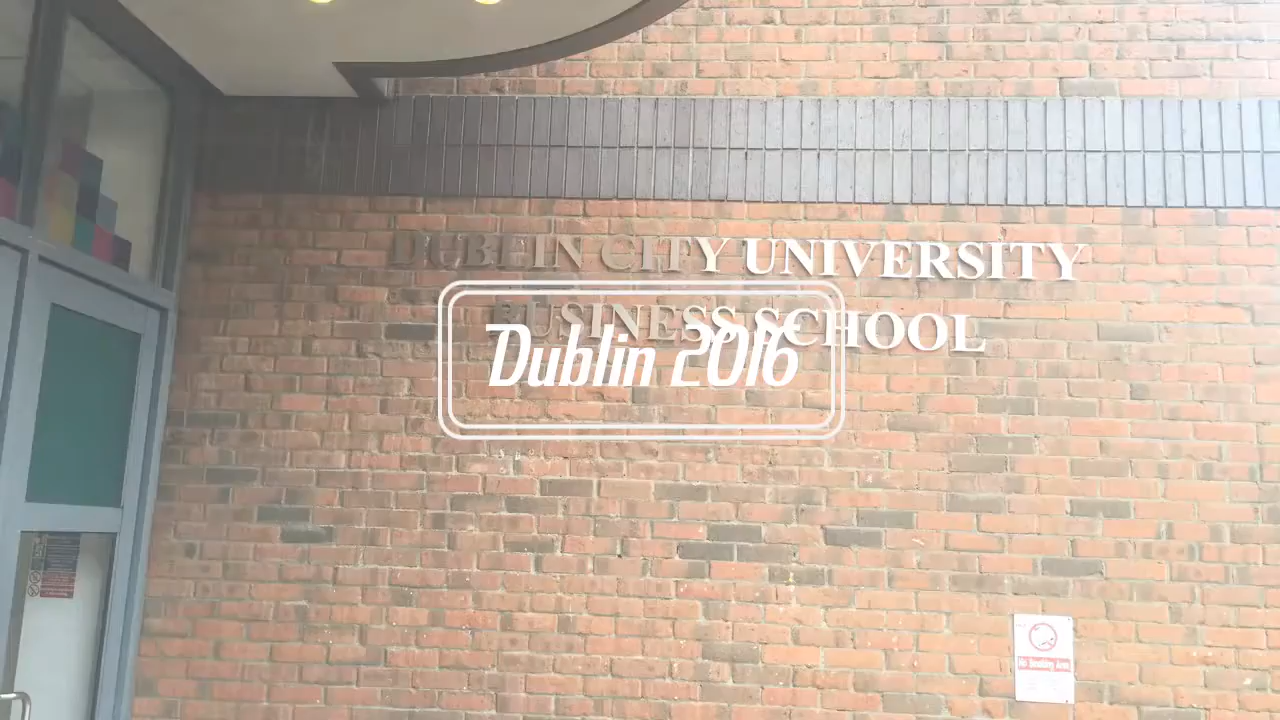 DUBLIN CITY UNIVERSITY
BUSINESS SCHOOL
Dublin 2016
No Smoking Area